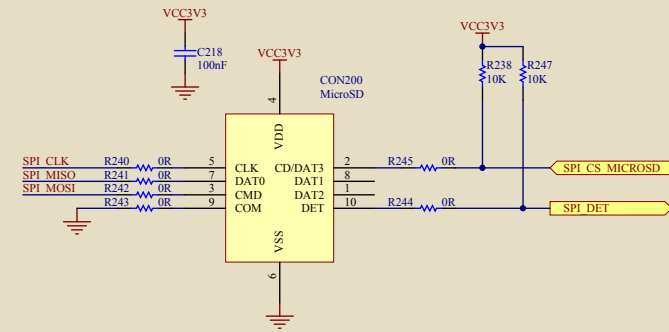 VCC3V3
C218
100nF
VCC3V3
VCC3V3
R238
10K
R247
10K
CON200
MicroSD
4
VDD
SPI_CLK
R240
0R
5
CLK
CD/DAT3
2
R245
0R
SPI_CS_MICROSD
SPI_MISO
R241
0R
7
DAT0
DAT1
8
SPI_MOSI
R242
0R
3
CMD
DAT2
1
R243
0R
9
COM
DET
10
R244
0R
SPI_DET
VSS
6